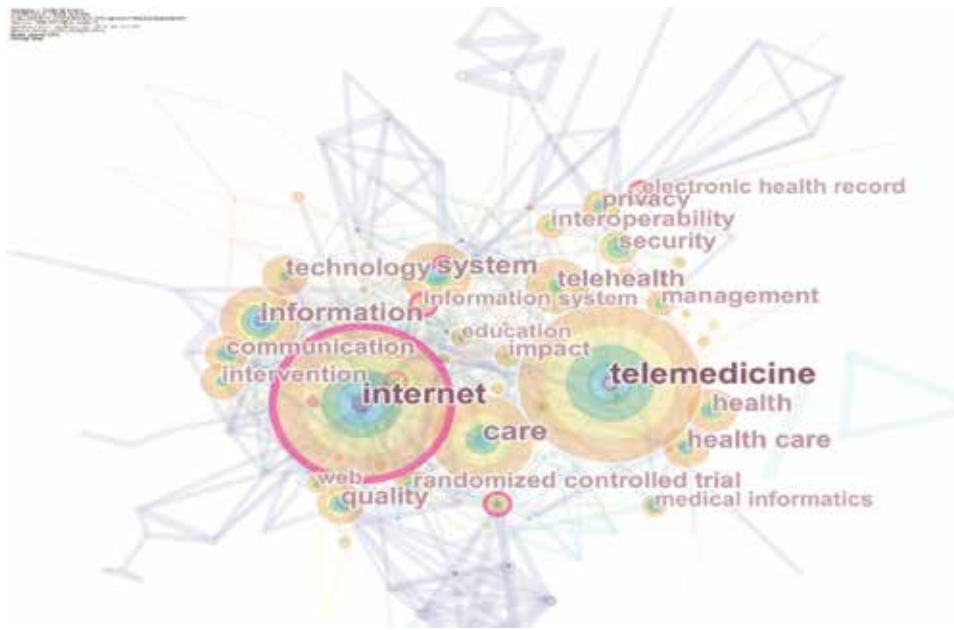 electronic health record
privacy
interoperability
security
technology
system
telehealth
information system
management
information
education
communication
impact
intervention
internet
telemedicine
health
care
health care
web
randomized controlled trial
quality
medical informatics